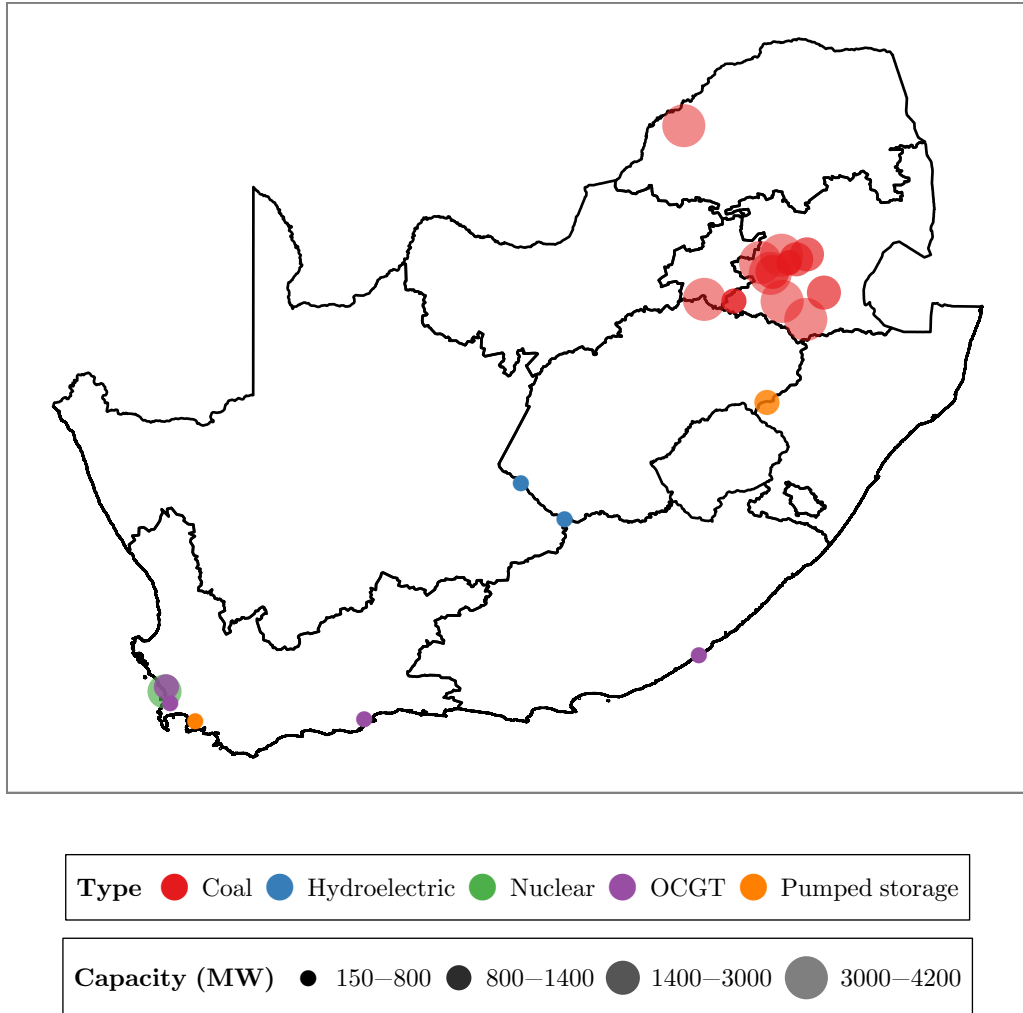 Type Coal Hydroelectric Nuclear OCGT Pumped storage
Capacity (MW) 150−800 800−1400 1400−3000 3000−4200